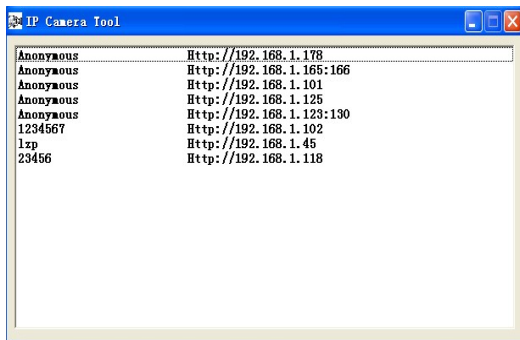 IP Camera Tool
Anonymous Http://192.168.1.178
Anonymous Http://192.168.1.165:166
Anonymous Http://192.168.1.101
Anonymous Http://192.168.1.125
Anonymous Http://192.168.1.123:130
1234567 Http://192.168.1.102
lzp Http://192.168.1.45
23456 Http://192.168.1.118